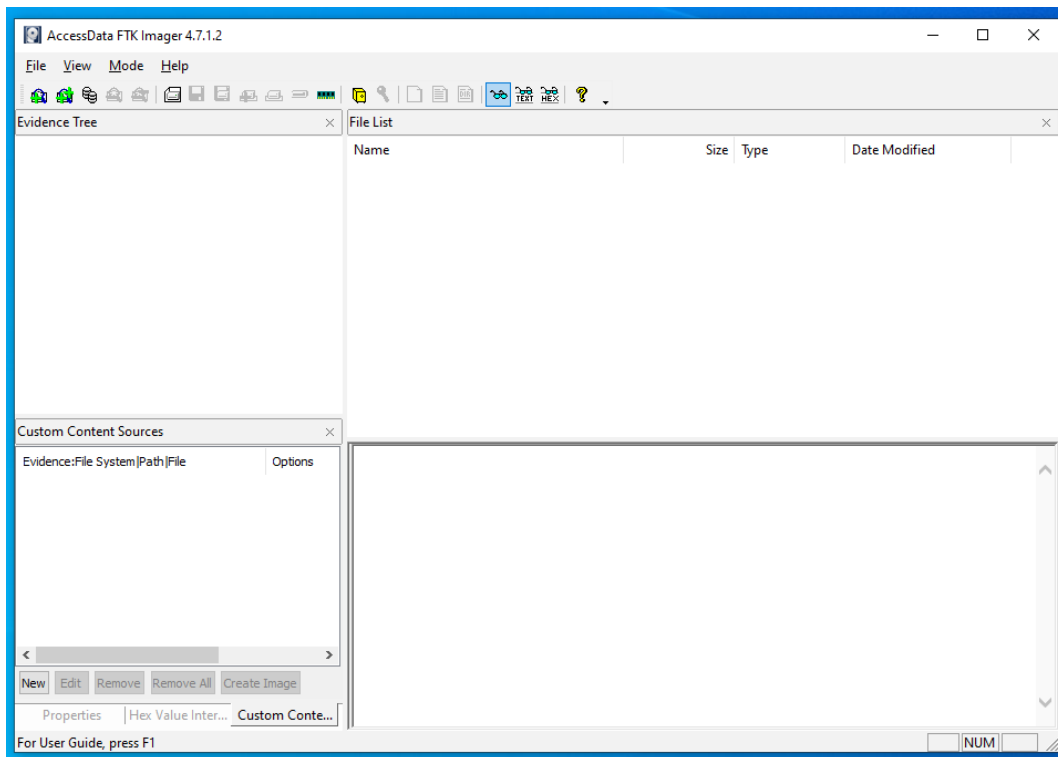 AccessData FTK Imager 4.7.1.2
File View Mode Help
TEXT HEX
Evidence Tree
File List
Name Size Type Date Modified
Custom Content Sources
Evidence:File System|Path|File Options
New Edit Remove Remove All Create Image
Properties Hex Value Inter... Custom Conte...
For User Guide, press F1 NUM